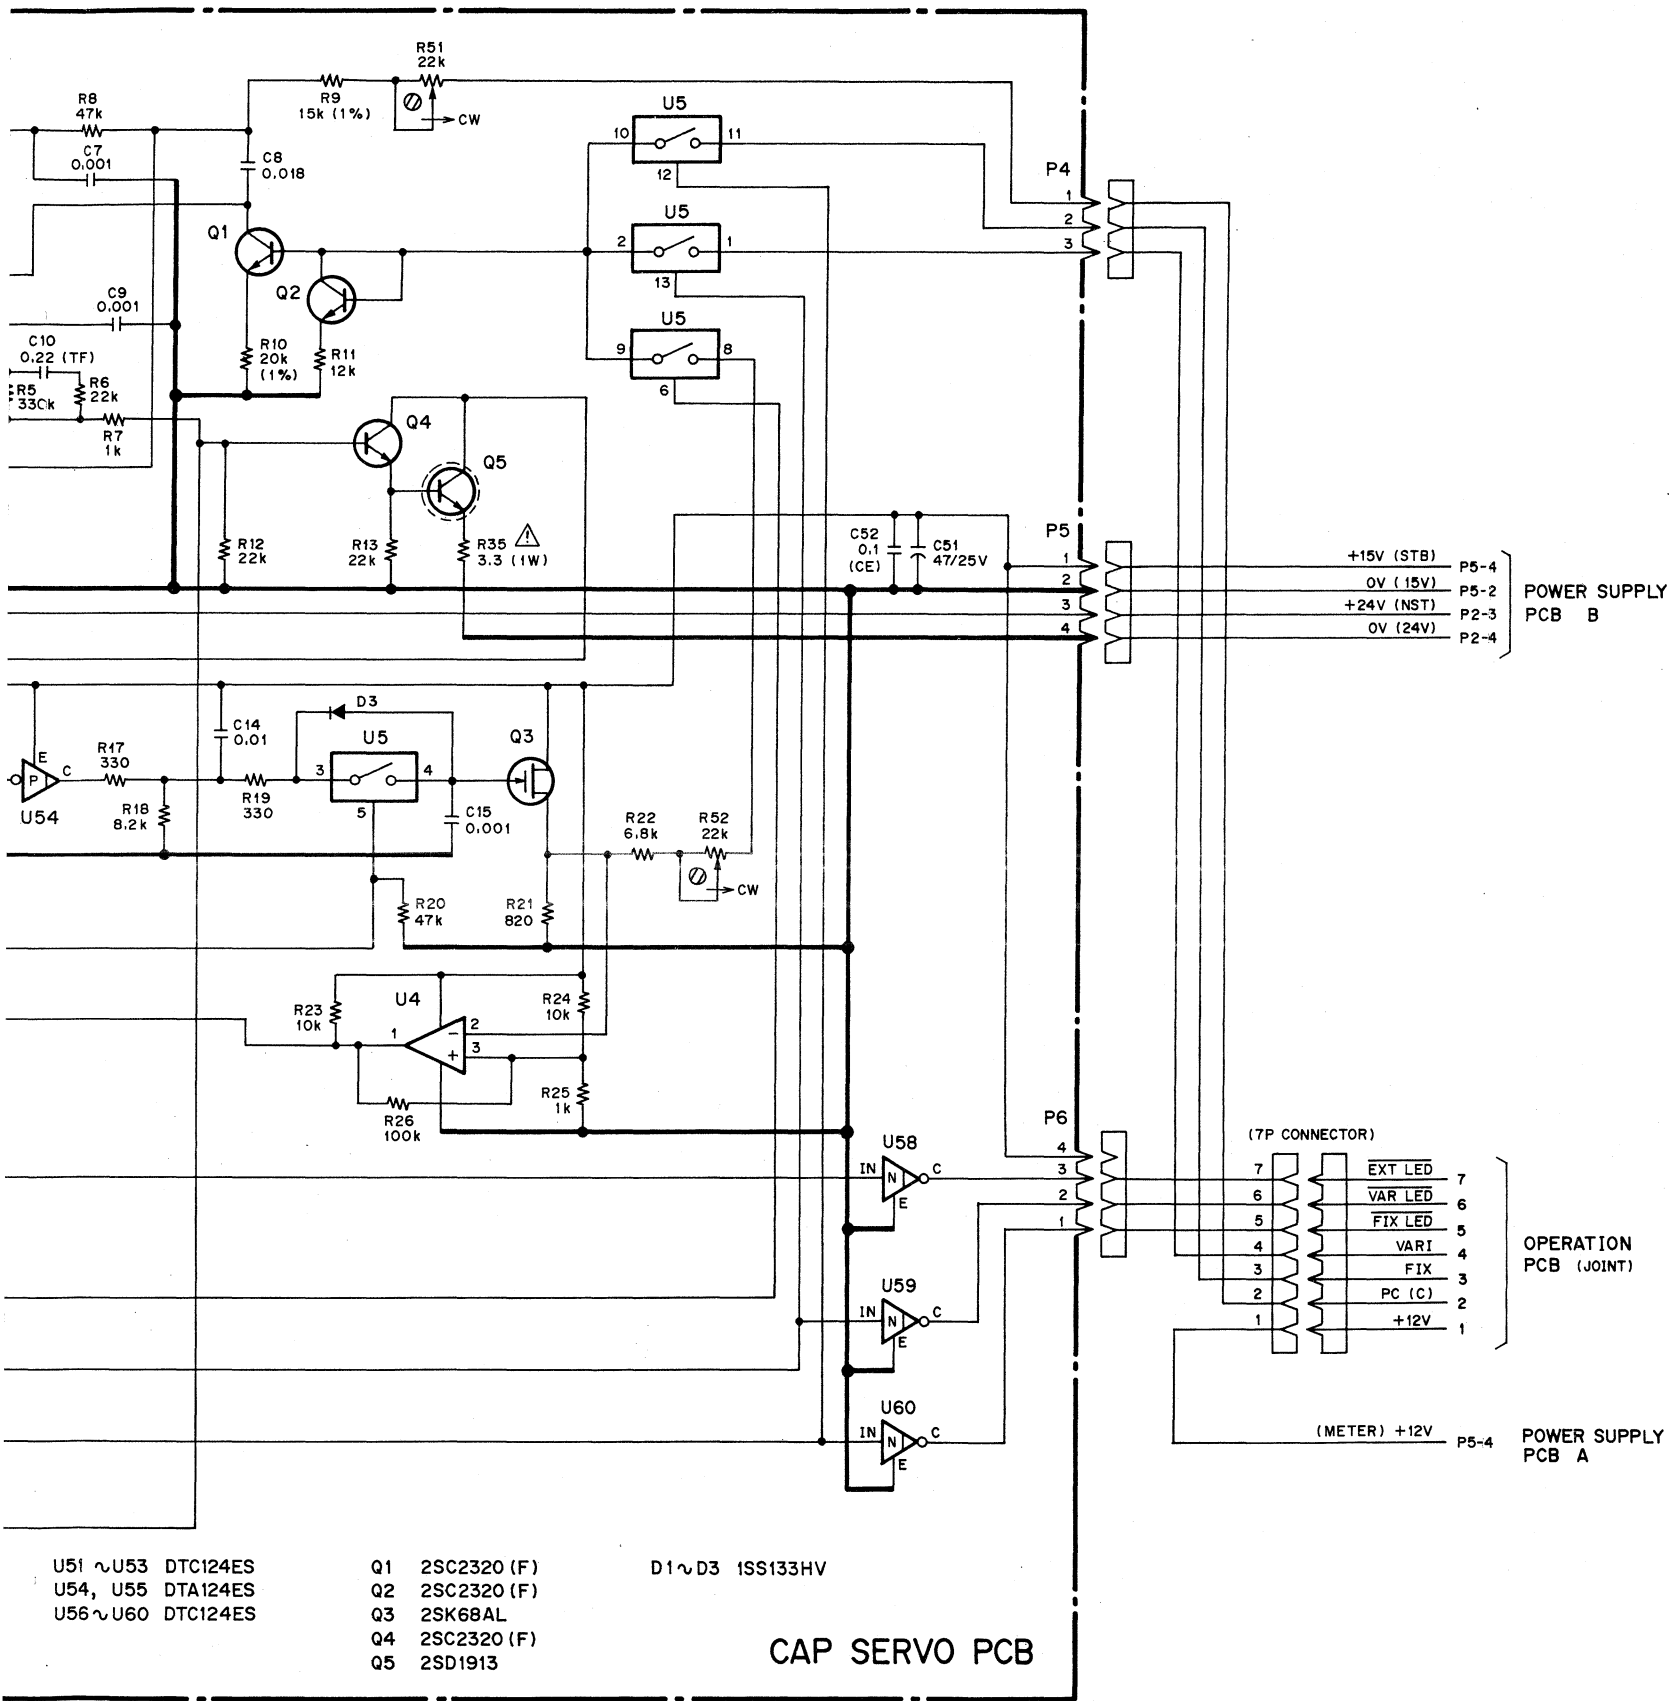 R51
22k
R8
47k
R9
15k (1%)
CW
C7
0.001
C8
0.018
U5
10
11
12
P4
1
2
3
Q1
U5
2
1
13
Q2
C9
0.001
U5
9
8
6
C10
0.22 (TF)
R10
20k
(1%)
R11
12k
R5
330k
R6
22k
R7
1k
Q4
Q5
R12
22k
R13
22k
R35
3.3 (1W)
C52
0.1
(CE)
C51
47/25V
P5
1
2
3
4
+15V (STB) P5-4
0V (15V) P5-2
+24V (NST) P2-3
0V (24V) P2-4
POWER SUPPLY
PCB B
D3
C14
0.01
U5
3
4
5
Q3
E
P
C
U54
R17
330
R18
8.2k
R19
330
C15
0.001
R22
6.8k
R52
22k
CW
R20
47k
R21
820
R23
10k
U4
1
2
3
−
+
R24
10k
R25
1k
R26
100k
P6
4
3
2
1
U58
IN
N
C
E
U59
IN
N
C
E
U60
IN
N
C
E
(7P CONNECTOR)
7 EXT LED 7
6 VAR LED 6
5 FIX LED 5
4 VARI 4
3 FIX 3
2 PC (C) 2
1 +12V 1
OPERATION
PCB (JOINT)
(METER) +12V P5-4
POWER SUPPLY
PCB A
U51 ~ U53 DTC124ES
U54, U55 DTA124ES
U56 ~ U60 DTC124ES
Q1 2SC2320 (F)
Q2 2SC2320 (F)
Q3 2SK68AL
Q4 2SC2320 (F)
Q5 2SD1913
D1 ~ D3 1SS133HV
CAP SERVO PCB